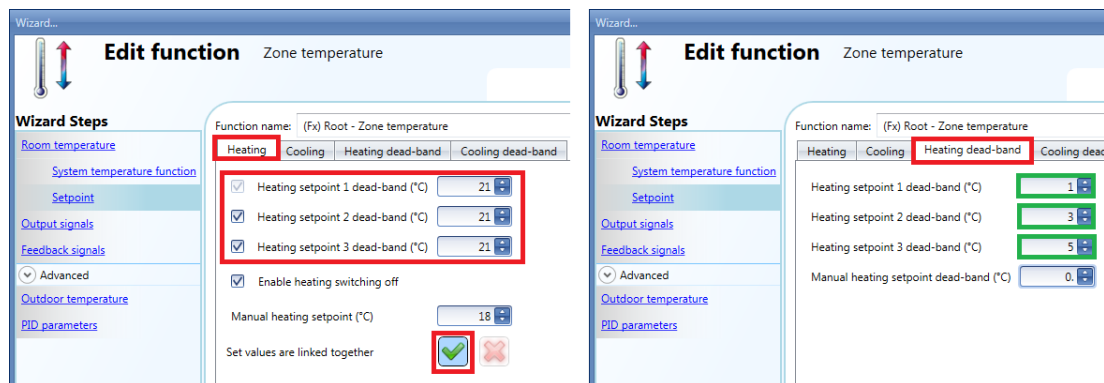 Wizard...
Edit function Zone temperature
Wizard Steps
Room temperature
System temperature function
Setpoint
Output signals
Feedback signals
Advanced
Outdoor temperature
PID parameters
Function name: (Fx) Root - Zone temperature
Heating Cooling Heating dead-band Cooling dead-band
Heating setpoint 1 dead-band (°C) 21
Heating setpoint 2 dead-band (°C) 21
Heating setpoint 3 dead-band (°C) 21
Enable heating switching off
Manual heating setpoint (°C) 18
Set values are linked together
Wizard...
Edit function Zone temperature
Wizard Steps
Room temperature
System temperature function
Setpoint
Output signals
Feedback signals
Advanced
Outdoor temperature
PID parameters
Function name: (Fx) Root - Zone temperature
Heating Cooling Heating dead-band Cooling dead
Heating setpoint 1 dead-band (°C) 1
Heating setpoint 2 dead-band (°C) 3
Heating setpoint 3 dead-band (°C) 5
Manual heating setpoint dead-band (°C) 0.